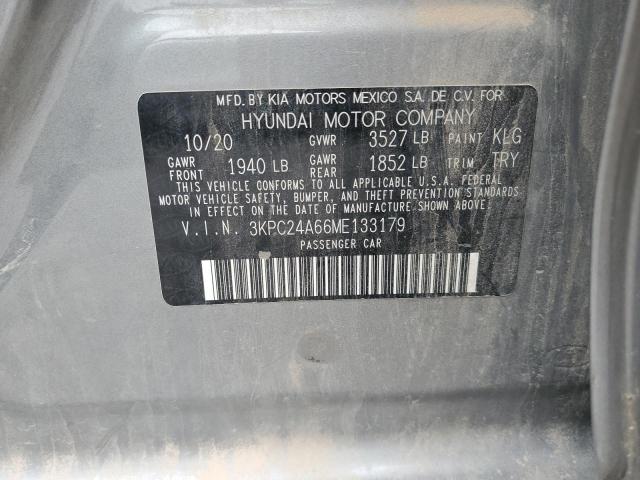 MFD. BY KIA MOTORS MEXICO S.A. DE C.V. FOR
HYUNDAI MOTOR COMPANY
10/20 GVWR 3527 LB PAINT KLG
GAWR FRONT 1940 LB GAWR REAR 1852 LB TRIM TRY
THIS VEHICLE CONFORMS TO ALL APPLICABLE U.S.A. FEDERAL
MOTOR VEHICLE SAFETY, BUMPER, AND THEFT PREVENTION STANDARDS
IN EFFECT ON THE DATE OF MANUFACTURE SHOWN ABOVE.
V.I.N. 3KPC24A66ME133179
PASSENGER CAR